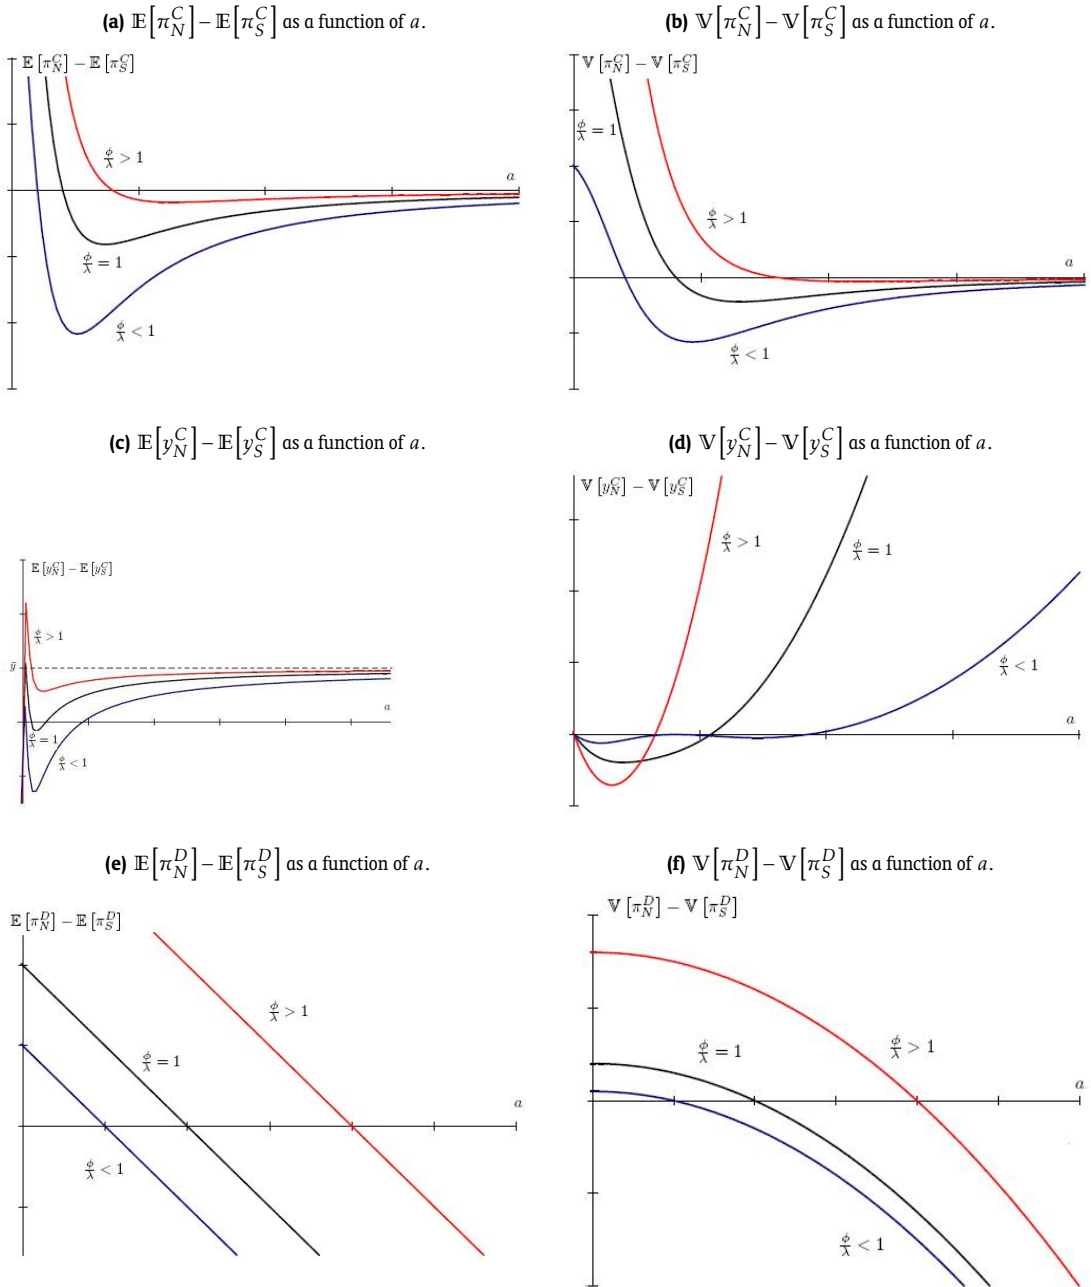 (a) 𝔼[π_N^C] – 𝔼[π_S^C] as a function of a.
𝔼[π_N^C] − 𝔼[π_S^C]
ϕ/λ > 1
a
ϕ/λ = 1
ϕ/λ < 1
(b) 𝕍[π_N^C] – 𝕍[π_S^C] as a function of a.
𝕍[π_N^C] − 𝕍[π_S^C]
ϕ/λ = 1
ϕ/λ > 1
a
ϕ/λ < 1
(c) 𝔼[y_N^C] – 𝔼[y_S^C] as a function of a.
𝔼[y_N^C] − 𝔼[y_S^C]
ϕ/λ > 1
ȳ
a
ϕ/λ = 1
ϕ/λ < 1
(d) 𝕍[y_N^C] – 𝕍[y_S^C] as a function of a.
𝕍[y_N^C] − 𝕍[y_S^C]
ϕ/λ > 1
ϕ/λ = 1
ϕ/λ < 1
a
(e) 𝔼[π_N^D] – 𝔼[π_S^D] as a function of a.
𝔼[π_N^D] − 𝔼[π_S^D]
ϕ/λ > 1
ϕ/λ = 1
a
ϕ/λ < 1
(f) 𝕍[π_N^D] – 𝕍[π_S^D] as a function of a.
𝕍[π_N^D] − 𝕍[π_S^D]
ϕ/λ = 1
ϕ/λ > 1
a
ϕ/λ < 1